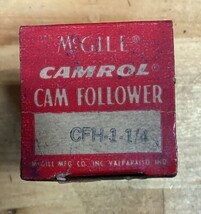 McGILL®
CAMROL®
CAM FOLLOWER
CFH-1-1/4
McGILL MFG CO. INC. VALPARAISO, IND.